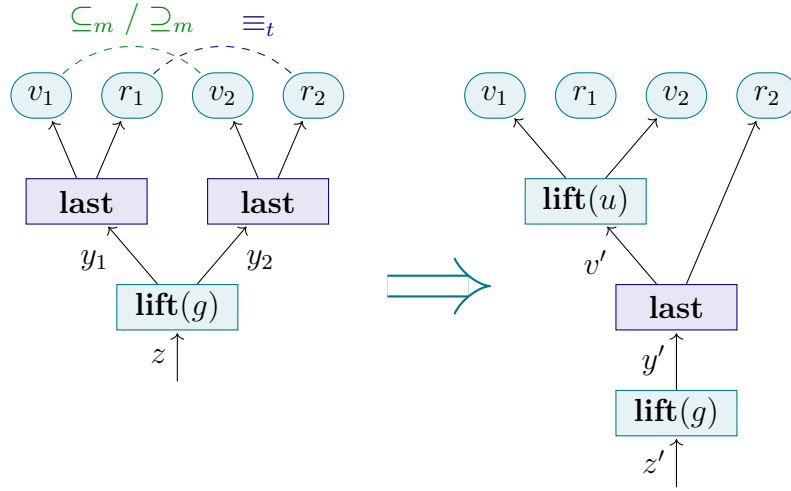 ⊆ₘ / ⊇ₘ ≡ₜ
v₁ r₁ v₂ r₂ v₁ r₁ v₂ r₂
last last lift(u)
y₁ y₂ v′
lift(g) last
z y′
lift(g)
z′